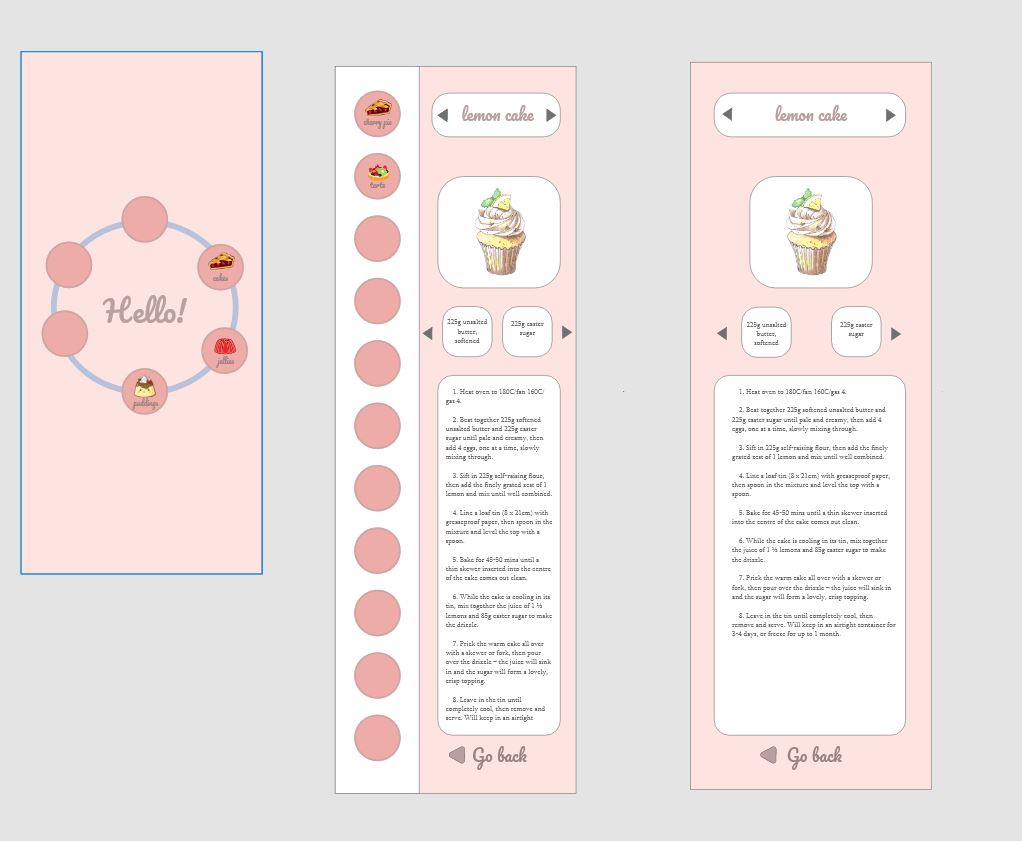 Hello!
cakes
jellies
puddings
cherry pie
tarts
lemon cake
225g unsalted
butter,
softened
225g caster
sugar
1. Heat oven to 180C/fan 160C/
gas 4.
2. Beat together 225g softened
unsalted butter and 225g caster
sugar until pale and creamy, then
add 4 eggs, one at a time, slowly
mixing through.
3. Sift in 225g self-raising flour,
then add the finely grated zest of 1
lemon and mix until well combined.
4. Line a loaf tin (8 x 21cm) with
greaseproof paper, then spoon in the
mixture and level the top with a
spoon.
5. Bake for 45-50 mins until a
thin skewer inserted into the centre
of the cake comes out clean.
6. While the cake is cooling in its
tin, mix together the juice of 1 ½
lemons and 85g caster sugar to make
the drizzle.
7. Prick the warm cake all over
with a skewer or fork, then pour
over the drizzle – the juice will sink
in and the sugar will form a lovely,
crisp topping.
8. Leave in the tin until
completely cool, then remove and
serve. Will keep in an airtight
Go back
lemon cake
225g unsalted
butter,
softened
225g caster
sugar
1. Heat oven to 180C/fan 160C/gas 4.
2. Beat together 225g softened unsalted butter and
225g caster sugar until pale and creamy, then add 4
eggs, one at a time, slowly mixing through.
3. Sift in 225g self-raising flour, then add the finely
grated zest of 1 lemon and mix until well combined.
4. Line a loaf tin (8 x 21cm) with greaseproof paper,
then spoon in the mixture and level the top with a
spoon.
5. Bake for 45-50 mins until a thin skewer inserted
into the centre of the cake comes out clean.
6. While the cake is cooling in its tin, mix together
the juice of 1 ½ lemons and 85g caster sugar to make
the drizzle.
7. Prick the warm cake all over with a skewer or
fork, then pour over the drizzle – the juice will sink in
and the sugar will form a lovely, crisp topping.
8. Leave in the tin until completely cool, then
remove and serve. Will keep in an airtight container for
3-4 days, or freeze for up to 1 month.
Go back